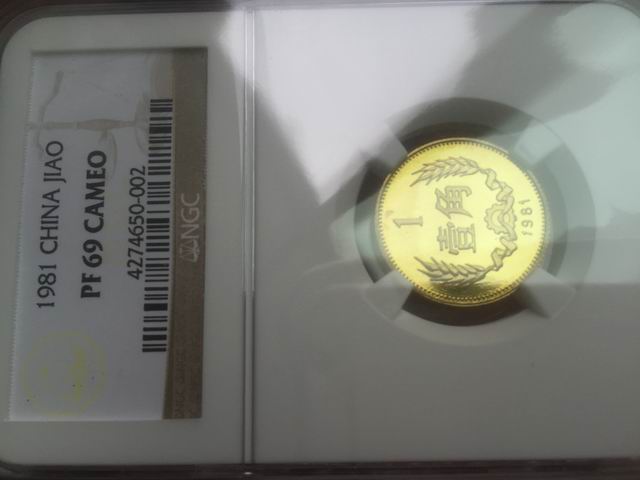 1981 CHINA JIAO
PF 69 CAMEO
4274650-002
NGC
1
壹角
1981